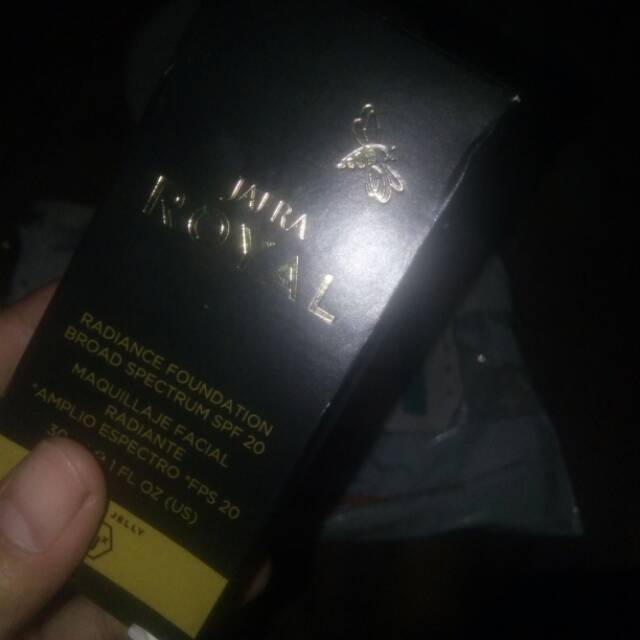 JAFRA
ROYAL
RADIANCE FOUNDATION
BROAD SPECTRUM SPF 20
MAQUILLAJE FACIAL
RADIANTE
*AMPLIO ESPECTRO *FPS 20
.1 FL OZ (US)
JELLY